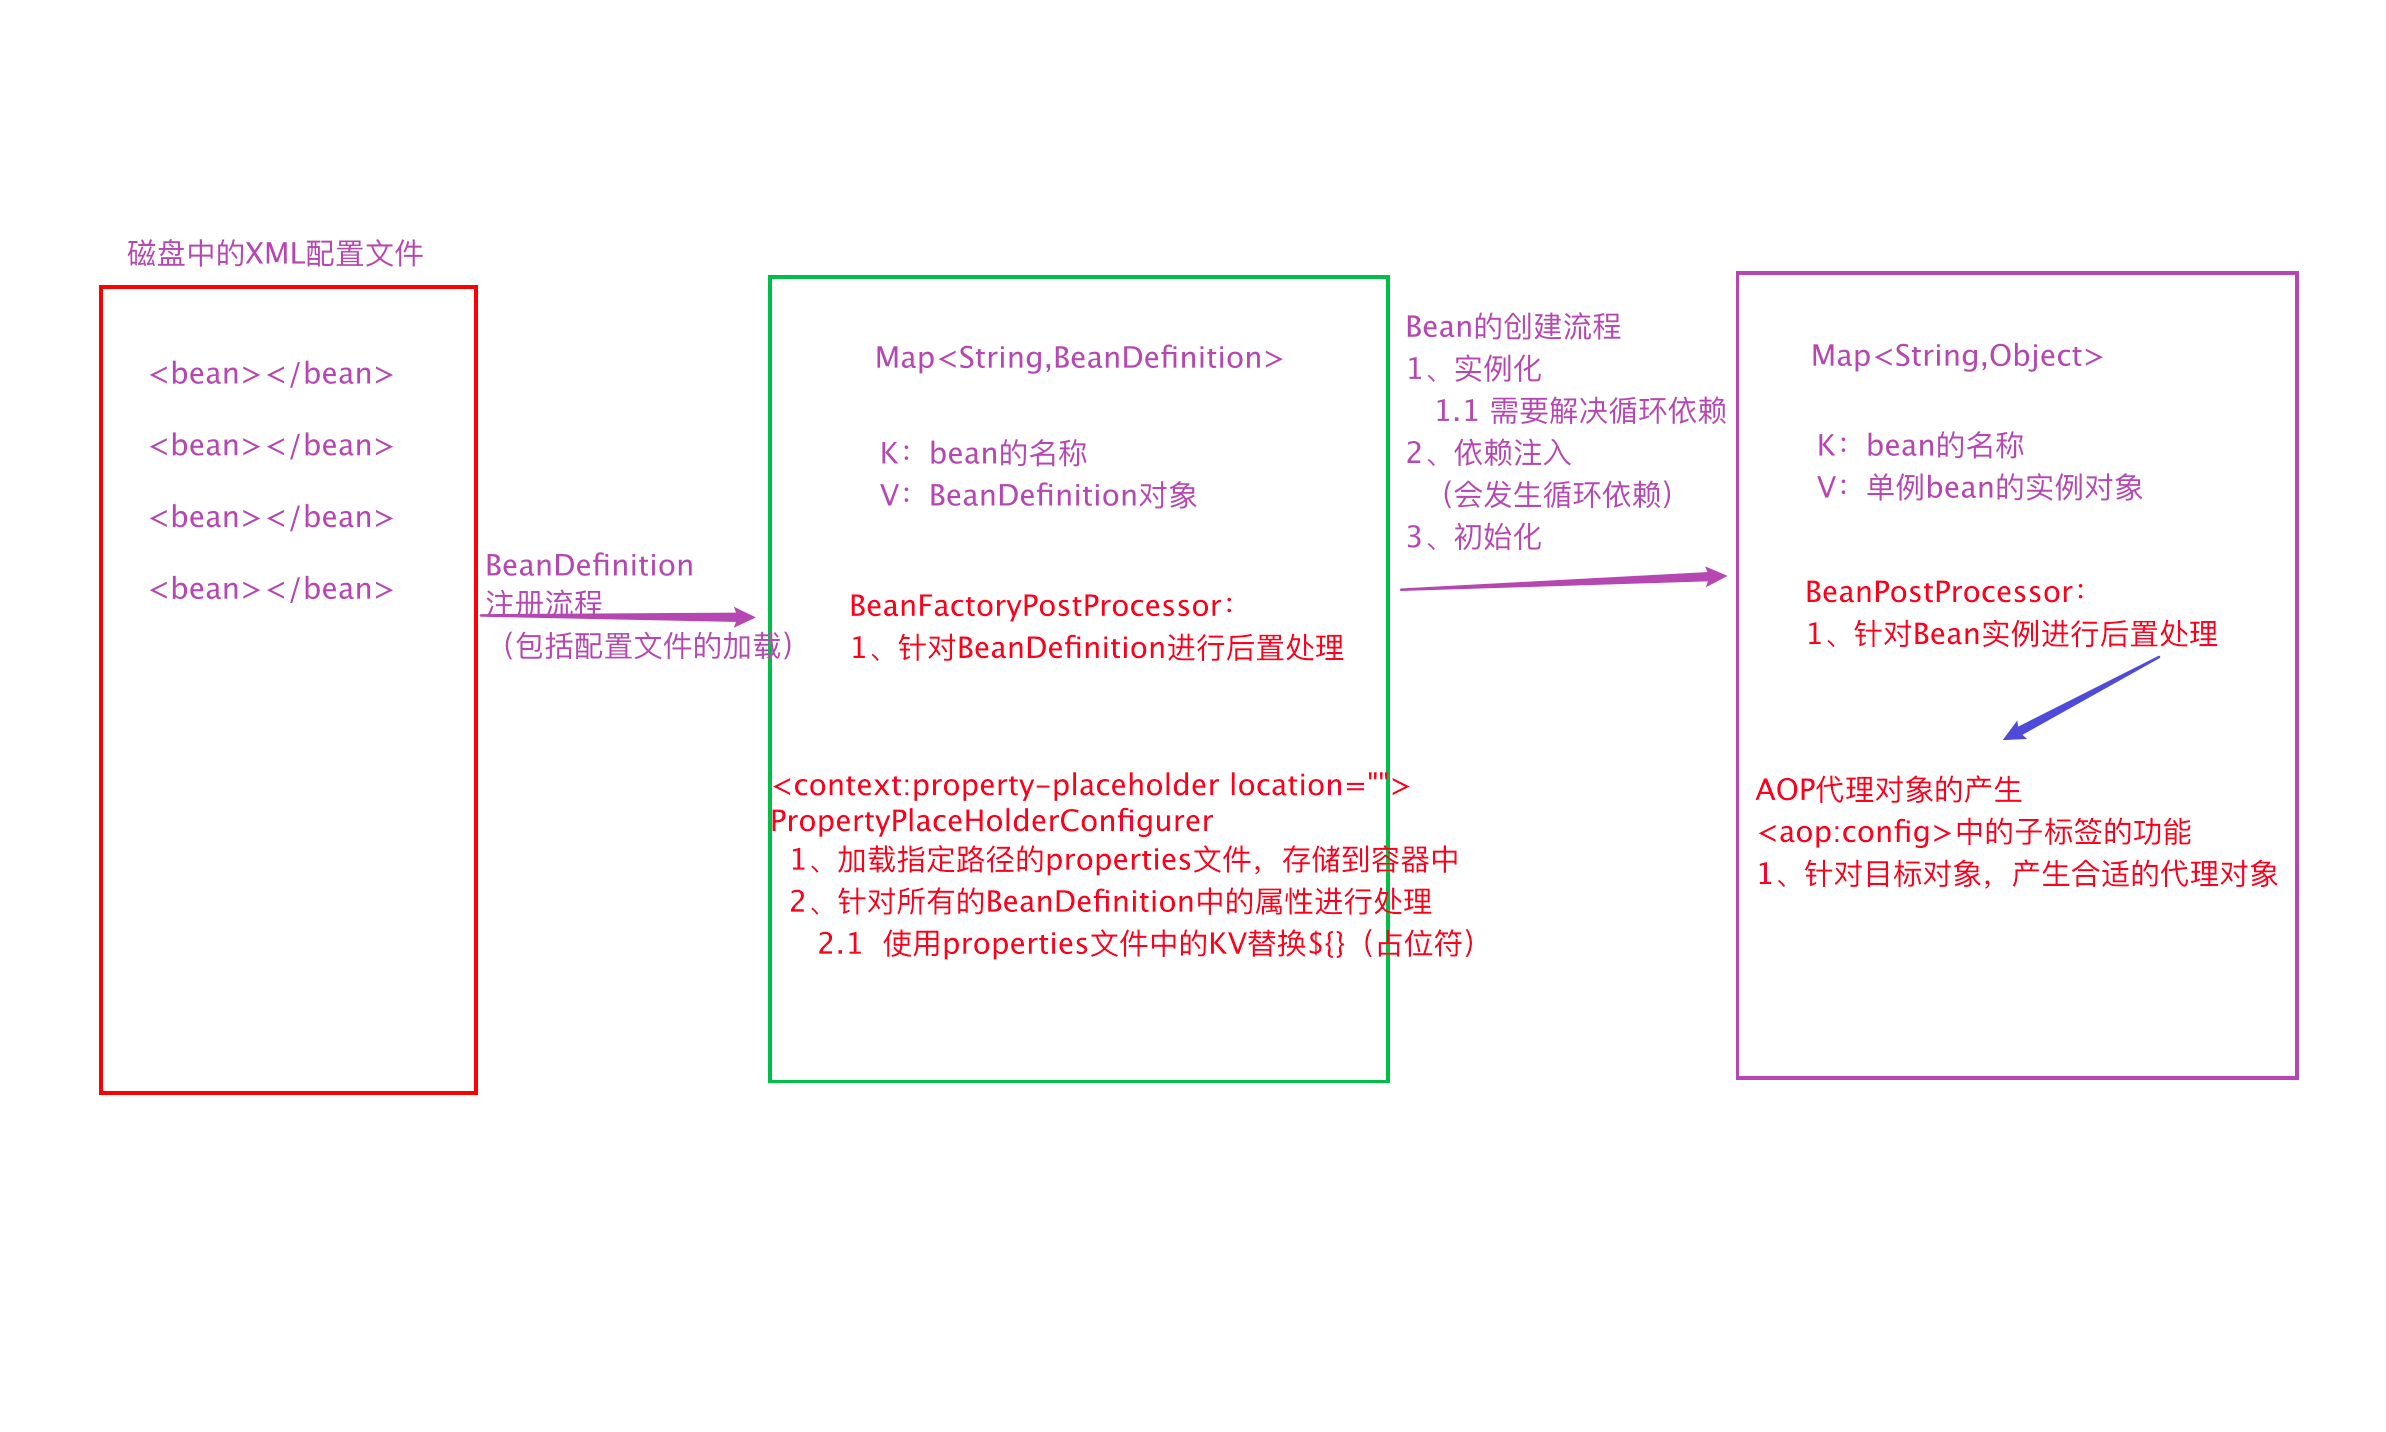 磁盘中的XML配置文件
<bean></bean>
<bean></bean>
<bean></bean>
<bean></bean>
BeanDefinition
注册流程
（包括配置文件的加载）
Map<String,BeanDefinition>
K：bean的名称
V：BeanDefinition对象
BeanFactoryPostProcessor：
1、针对BeanDefinition进行后置处理
<context:property-placeholder location="">
PropertyPlaceHolderConfigurer
1、加载指定路径的properties文件，存储到容器中
2、针对所有的BeanDefinition中的属性进行处理
2.1 使用properties文件中的KV替换${}（占位符）
Bean的创建流程
1、实例化
1.1 需要解决循环依赖
2、依赖注入
（会发生循环依赖）
3、初始化
Map<String,Object>
K：bean的名称
V：单例bean的实例对象
BeanPostProcessor：
1、针对Bean实例进行后置处理
AOP代理对象的产生
<aop:config>中的子标签的功能
1、针对目标对象，产生合适的代理对象